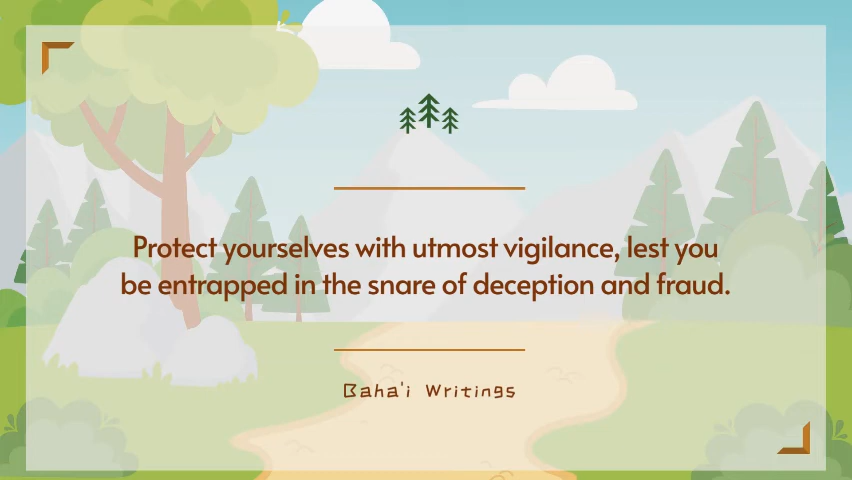 Protect yourselves with utmost vigilance, lest you
be entrapped in the snare of deception and fraud.
Baha'i Writings